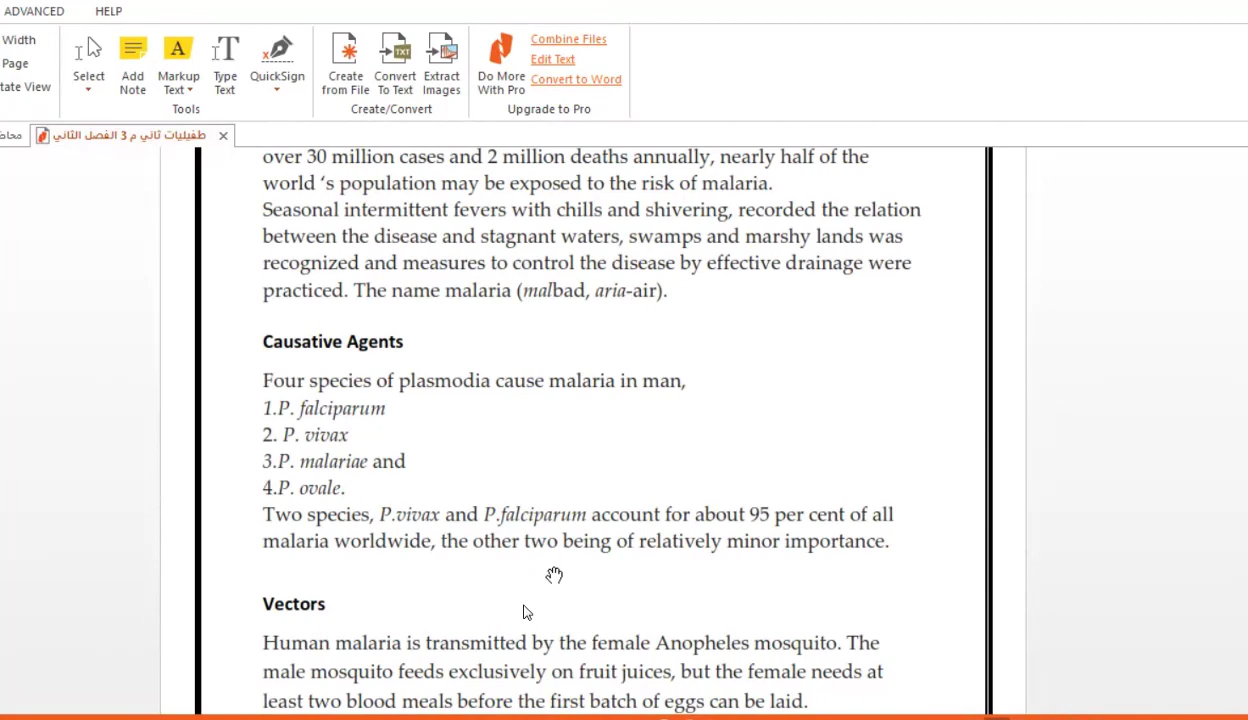 ADVANCED HELP
Width
Page
tate View
Select
Add Note
Markup Text
Type Text
QuickSign
Tools
Create from File
Convert To Text
Extract Images
Create/Convert
Do More With Pro
Combine Files
Edit Text
Convert to Word
Upgrade to Pro
طفيليات ثاني م 3 الفصل الثاني
over 30 million cases and 2 million deaths annually, nearly half of the
world ‘s population may be exposed to the risk of malaria.
Seasonal intermittent fevers with chills and shivering, recorded the relation
between the disease and stagnant waters, swamps and marshy lands was
recognized and measures to control the disease by effective drainage were
practiced. The name malaria (malbad, aria-air).
Causative Agents
Four species of plasmodia cause malaria in man,
1.P. falciparum
2. P. vivax
3.P. malariae and
4.P. ovale.
Two species, P.vivax and P.falciparum account for about 95 per cent of all
malaria worldwide, the other two being of relatively minor importance.
Vectors
Human malaria is transmitted by the female Anopheles mosquito. The
male mosquito feeds exclusively on fruit juices, but the female needs at
least two blood meals before the first batch of eggs can be laid.